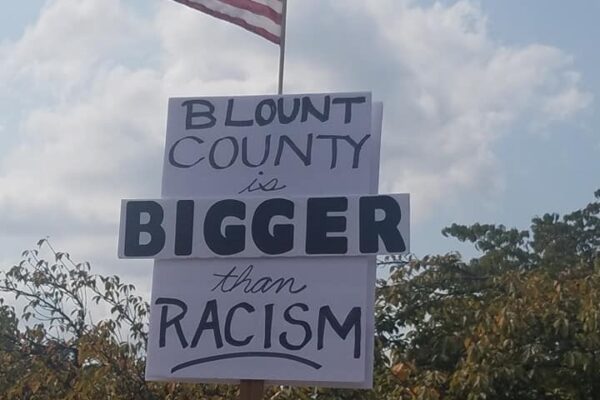 BLOUNT
COUNTY
is
BIGGER
than
RACISM